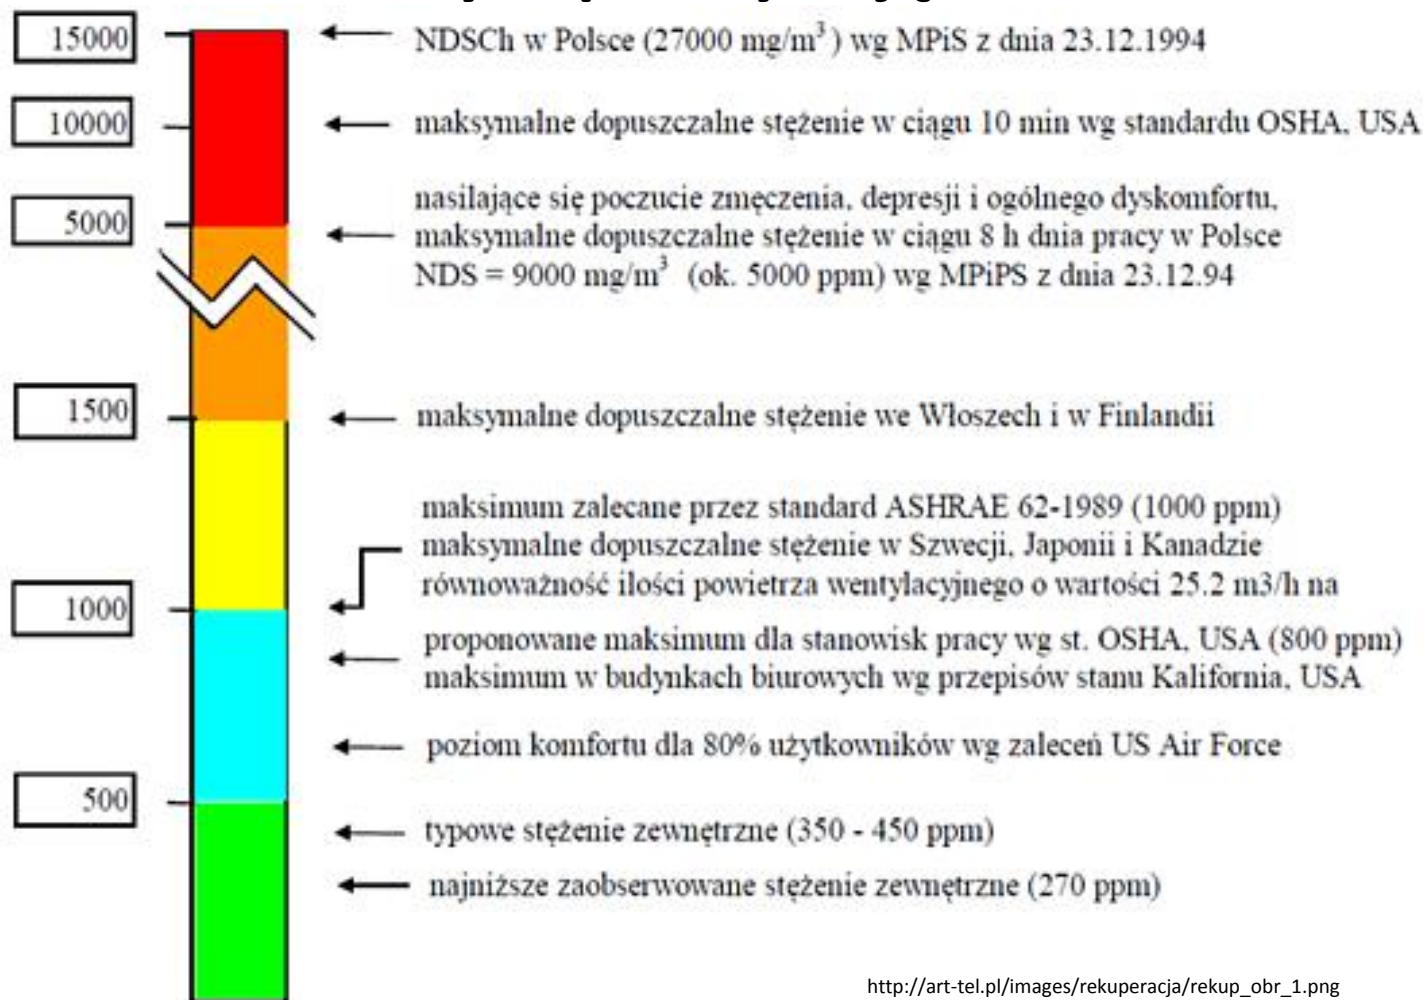 15000
NDSCh w Polsce (27000 mg/m³ ) wg MPiS z dnia 23.12.1994
10000
maksymalne dopuszczalne stężenie w ciągu 10 min wg standardu OSHA, USA
nasilające się poczucie zmęczenia, depresji i ogólnego dyskomfortu,
5000
maksymalne dopuszczalne stężenie w ciągu 8 h dnia pracy w Polsce
NDS = 9000 mg/m³ (ok. 5000 ppm) wg MPiPS z dnia 23.12.94
1500
maksymalne dopuszczalne stężenie we Włoszech i w Finlandii
maksimum zalecane przez standard ASHRAE 62-1989 (1000 ppm)
maksymalne dopuszczalne stężenie w Szwecji, Japonii i Kanadzie
równoważność ilości powietrza wentylacyjnego o wartości 25.2 m3/h na
1000
proponowane maksimum dla stanowisk pracy wg st. OSHA, USA (800 ppm)
maksimum w budynkach biurowych wg przepisów stanu Kalifornia, USA
poziom komfortu dla 80% użytkowników wg zaleceń US Air Force
500
typowe stężenie zewnętrzne (350 - 450 ppm)
najniższe zaobserwowane stężenie zewnętrzne (270 ppm)
http://art-tel.pl/images/rekuperacja/rekup_obr_1.png